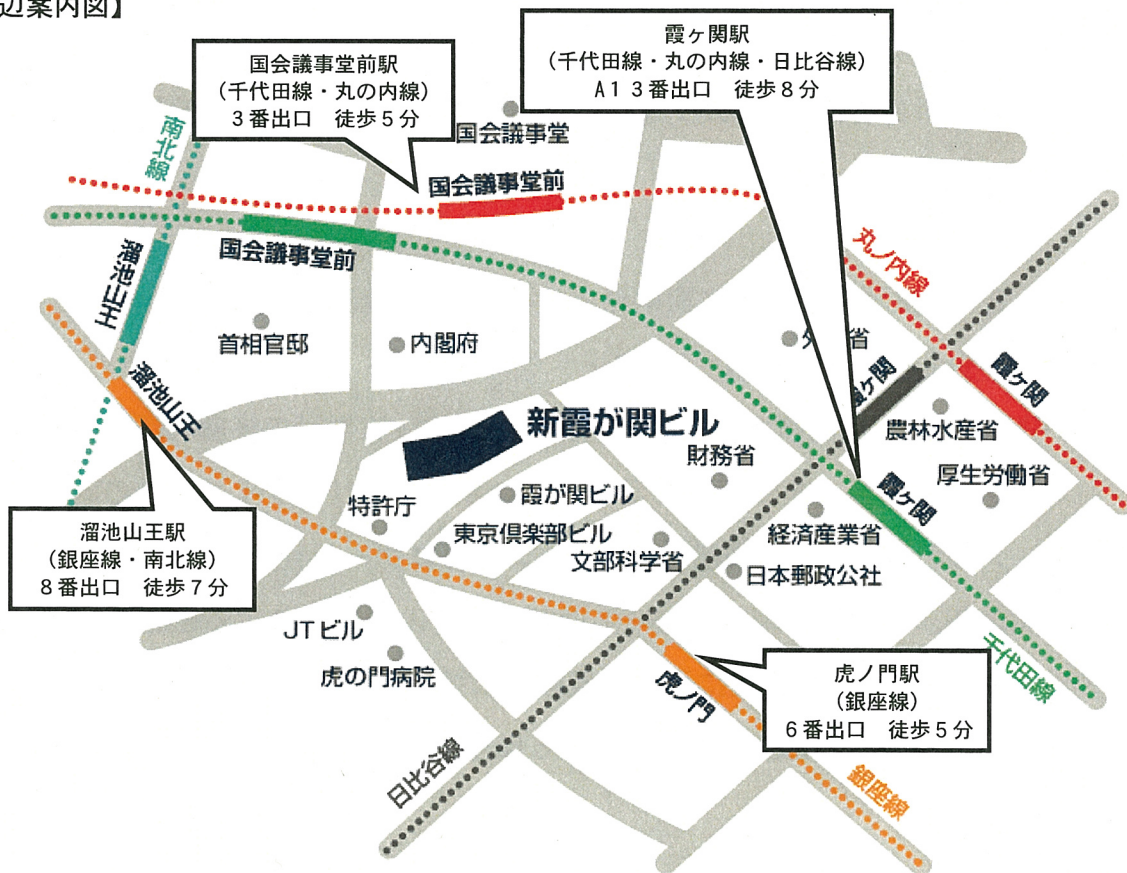 辺案内図】
霞ヶ関駅
(千代田線・丸の内線・日比谷線)
A13番出口　徒歩8分
国会議事堂前駅
(千代田線・丸の内線)
3番出口　徒歩5分
国会議事堂
南北線
国会議事堂前
国会議事堂前
溜池山王
丸ノ内線
首相官邸
内閣府
省
霞ヶ関
霞ヶ関
溜池山王
新霞が関ビル
農林水産省
財務省
厚生労働省
霞が関ビル
特許庁
霞ヶ関
溜池山王駅
(銀座線・南北線)
8番出口　徒歩7分
東京倶楽部ビル
経済産業省
文部科学省
日本郵政公社
JTビル
虎の門病院
千代田線
虎ノ門駅
(銀座線)
6番出口　徒歩5分
虎ノ門
日比谷線
銀座線